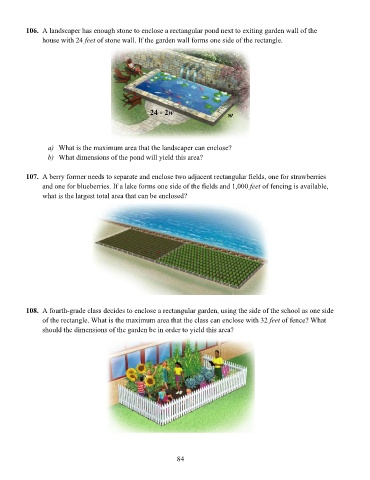 106. A landscaper has enough stone to enclose a rectangular pond next to exiting garden wall of the
house with 24 feet of stone wall. If the garden wall forms one side of the rectangle.
24 - 2w
w
a) What is the maximum area that the landscaper can enclose?
b) What dimensions of the pond will yield this area?
107. A berry former needs to separate and enclose two adjacent rectangular fields, one for strawberries
and one for blueberries. If a lake forms one side of the fields and 1,000 feet of fencing is available,
what is the largest total area that can be enclosed?
108. A fourth-grade class decides to enclose a rectangular garden, using the side of the school as one side
of the rectangle. What is the maximum area that the class can enclose with 32 feet of fence? What
should the dimensions of the garden be in order to yield this area?
84